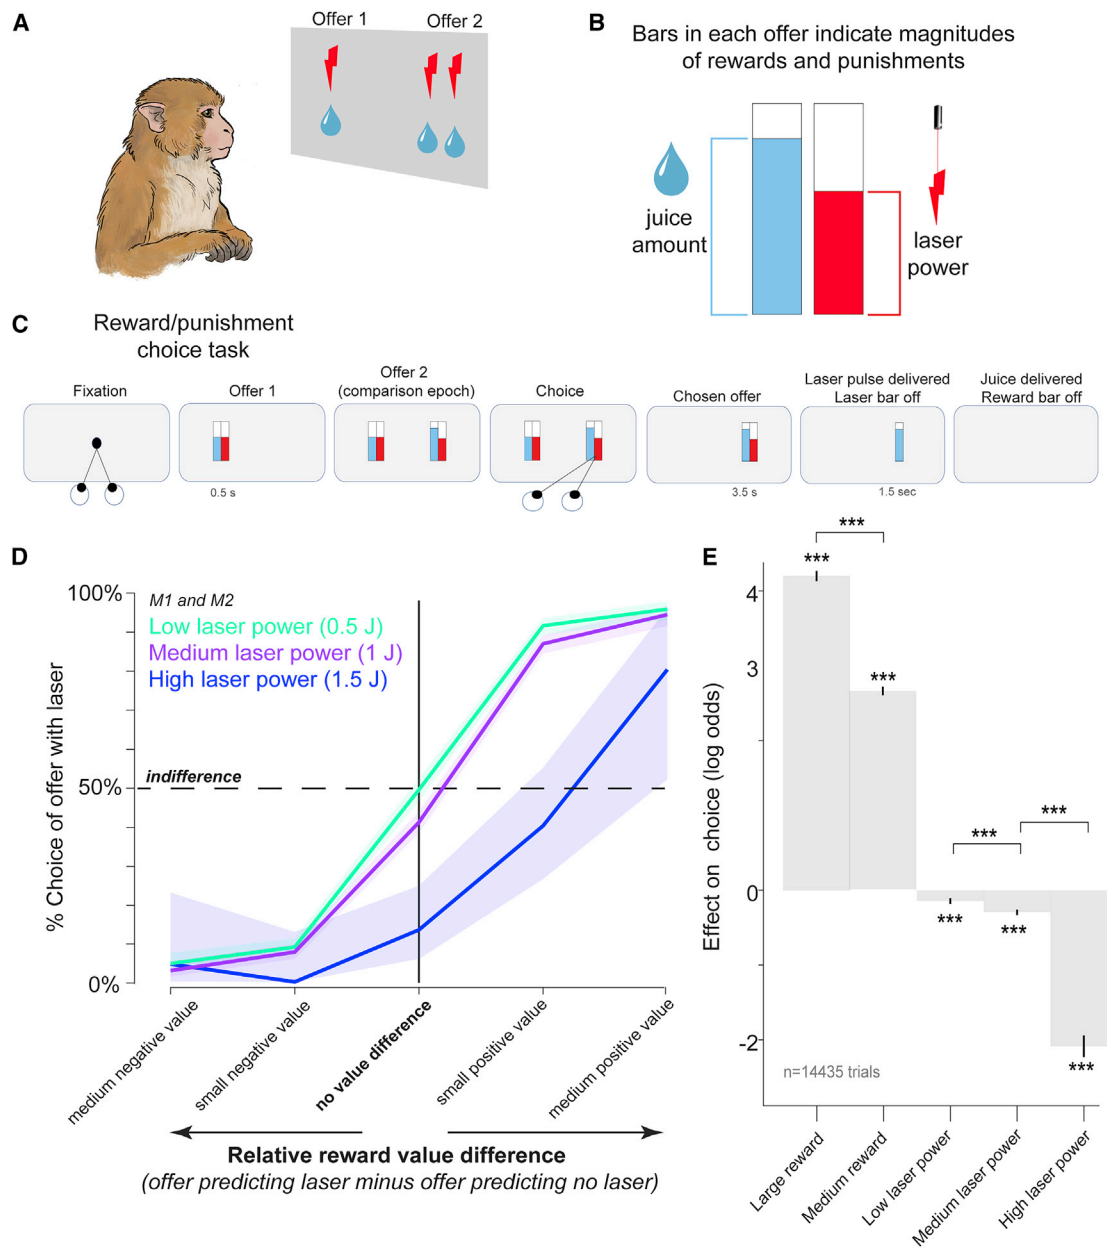 A
Offer 1
Offer 2
B
Bars in each offer indicate magnitudes
of rewards and punishments
juice
amount
laser
power
C
Reward/punishment
choice task
Fixation
Offer 1
0.5 s
Offer 2
(comparison epoch)
Choice
Chosen offer
3.5 s
Laser pulse delivered
Laser bar off
1.5 sec
Juice delivered
Reward bar off
D
% Choice of offer with laser
100%
50%
0%
M1 and M2
Low laser power (0.5 J)
Medium laser power (1 J)
High laser power (1.5 J)
indifference
medium negative value
small negative value
no value difference
small positive value
medium positive value
Relative reward value difference
(offer predicting laser minus offer predicting no laser)
E
Effect on choice (log odds)
4
3
0
-2
***
***
***
***
***
***
***
***
n=14435 trials
Large reward
Medium reward
Low laser power
Medium laser power
High laser power